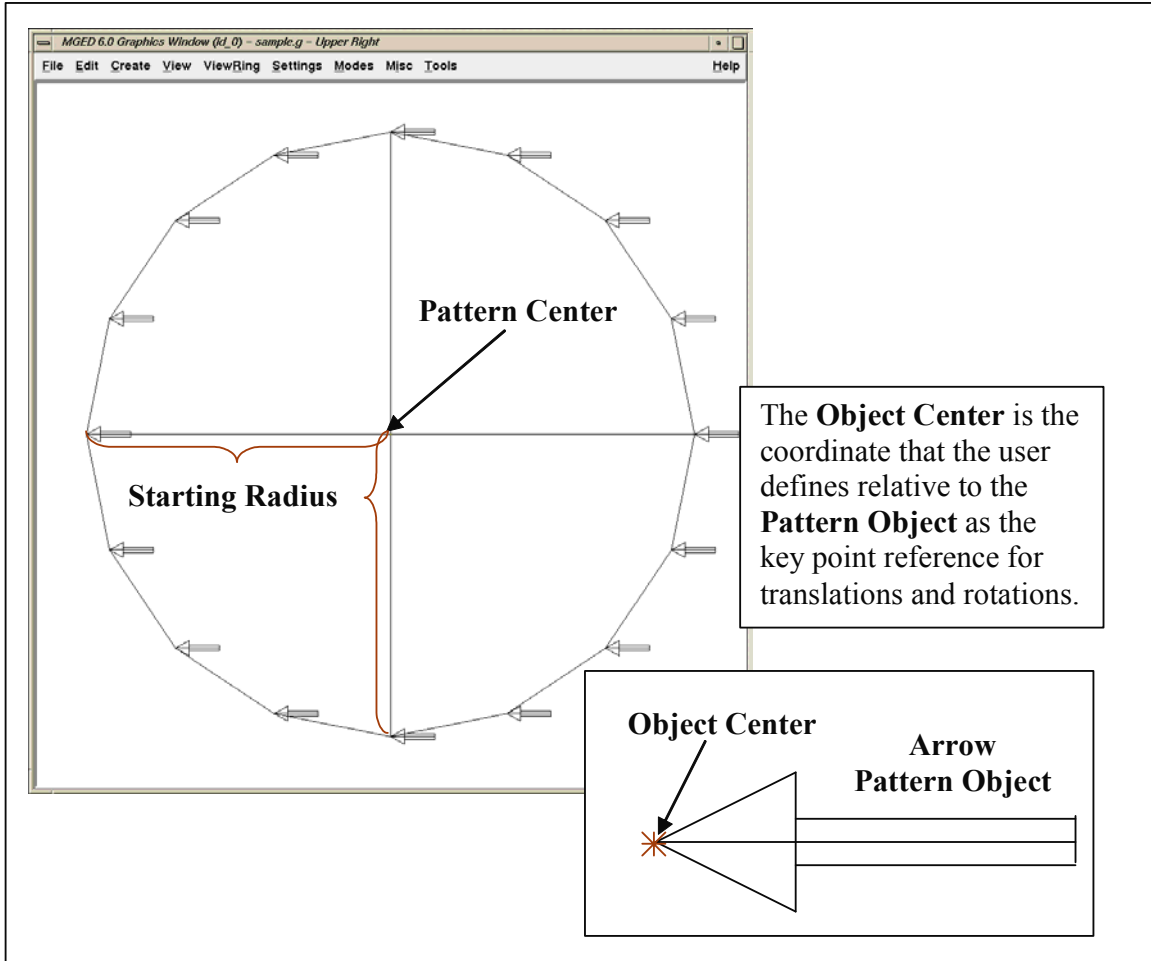 MGED 6.0 Graphics Window (id_0) – sample.g – Upper Right
File Edit Create View ViewRing Settings Modes Misc Tools Help
Pattern Center
Starting Radius
The Object Center is the
coordinate that the user
defines relative to the
Pattern Object as the
key point reference for
translations and rotations.
Object Center
Arrow
Pattern Object